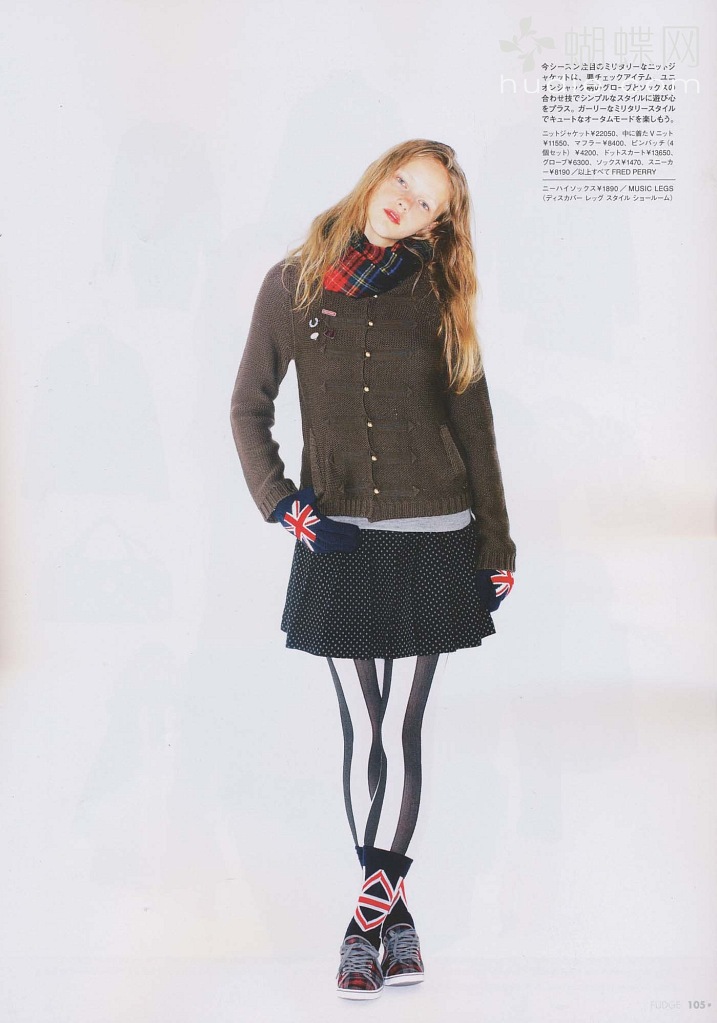 蝴蝶网
今シーズン注目のミリタリーなニットジ
ャケットは、要チェックアイテム。ユニ
オンジャック柄のグローブとソックスの
合わせ技でシンプルなスタイルに遊び心
をプラス。ガーリーなミリタリースタイル
でキュートなオータムモードを楽しもう。
ニットジャケット¥22050、中に着たVニット
¥11550、マフラー¥8400、ピンバッチ（4
個セット）¥4200、ドットスカート¥13650、
グローブ¥6300、ソックス¥1470、スニーカ
ー¥8190／以上すべて FRED PERRY
ニーハイソックス¥1890／ MUSIC LEGS
（ディスカバー レッグ スタイル ショールーム）
FUDGE 105